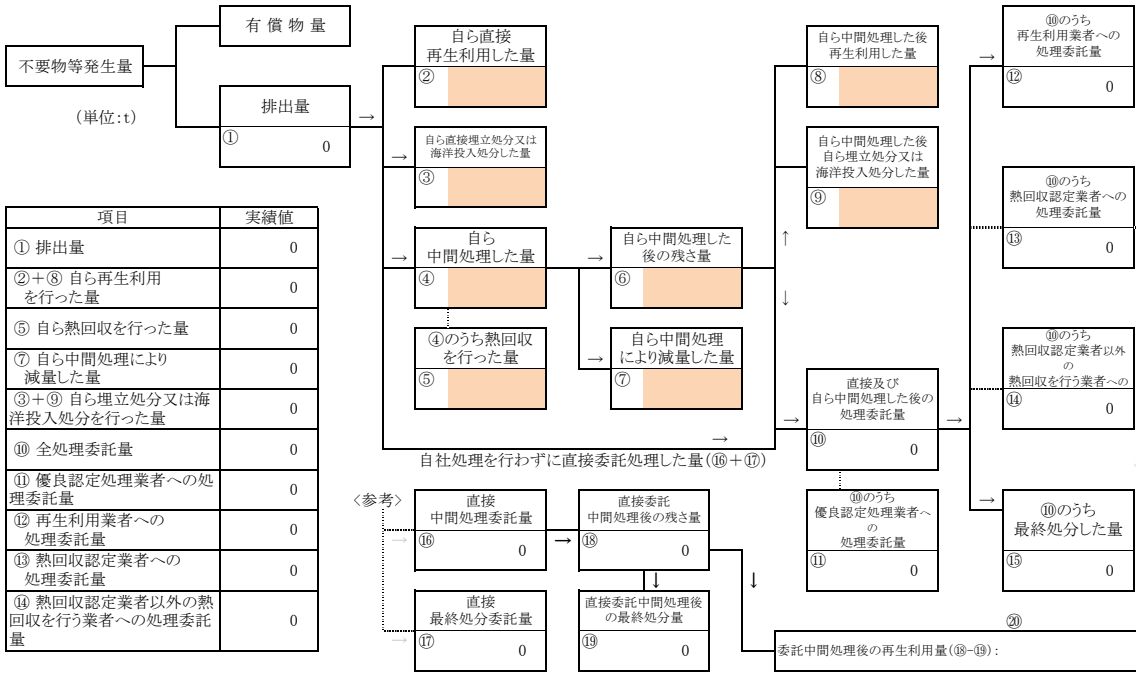 有 償 物 量
不要物等発生量
(単位:t)
排出量
①
0
→
自ら直接
再生利用した量
②
→
自ら直接埋立処分又は
海洋投入処分した量
③
→
自ら
中間処理した量
④
④のうち熱回収
を行った量
⑤
→
自ら中間処理した
後の残さ量
⑥
→
自ら中間処理
により減量した量
⑦
自ら中間処理した後
再生利用した量
⑧
自ら中間処理した後
自ら埋立処分又は
海洋投入処分した量
⑨
↑
↓
→
直接及び
自ら中間処理した後の
処理委託量
⑩
0
→
⑩のうち
優良認定処理業者へ
の
処理委託量
⑪
0
→
⑩のうち
再生利用業者への
処理委託量
⑫
0
⑩のうち
熱回収認定業者への
処理委託量
⑬
0
⑩のうち
熱回収認定業者以外
の
熱回収を行う業者への
⑭
0
→
⑩のうち
最終処分した量
⑮
0
→
自社処理を行わずに直接委託処理した量(⑯+⑰)
〈参考〉
→
直接
中間処理委託量
⑯
0
→
直接委託
中間処理後の残さ量
⑱
0
↓
↓
→
直接
最終処分委託量
⑰
0
直接委託中間処理後
の最終処分量
⑲
0
⑳
委託中間処理後の再生利用量(⑱-⑲):
項目 実績値
① 排出量 0
②+⑧ 自ら再生利用
を行った量 0
⑤ 自ら熱回収を行った量 0
⑦ 自ら中間処理により
減量した量 0
③+⑨ 自ら埋立処分又は海
洋投入処分を行った量 0
⑩ 全処理委託量 0
⑪ 優良認定処理業者への処
理委託量 0
⑫ 再生利用業者への
処理委託量 0
⑬ 熱回収認定業者への
処理委託量 0
⑭ 熱回収認定業者以外の熱
回収を行う業者への処理委託
量 0